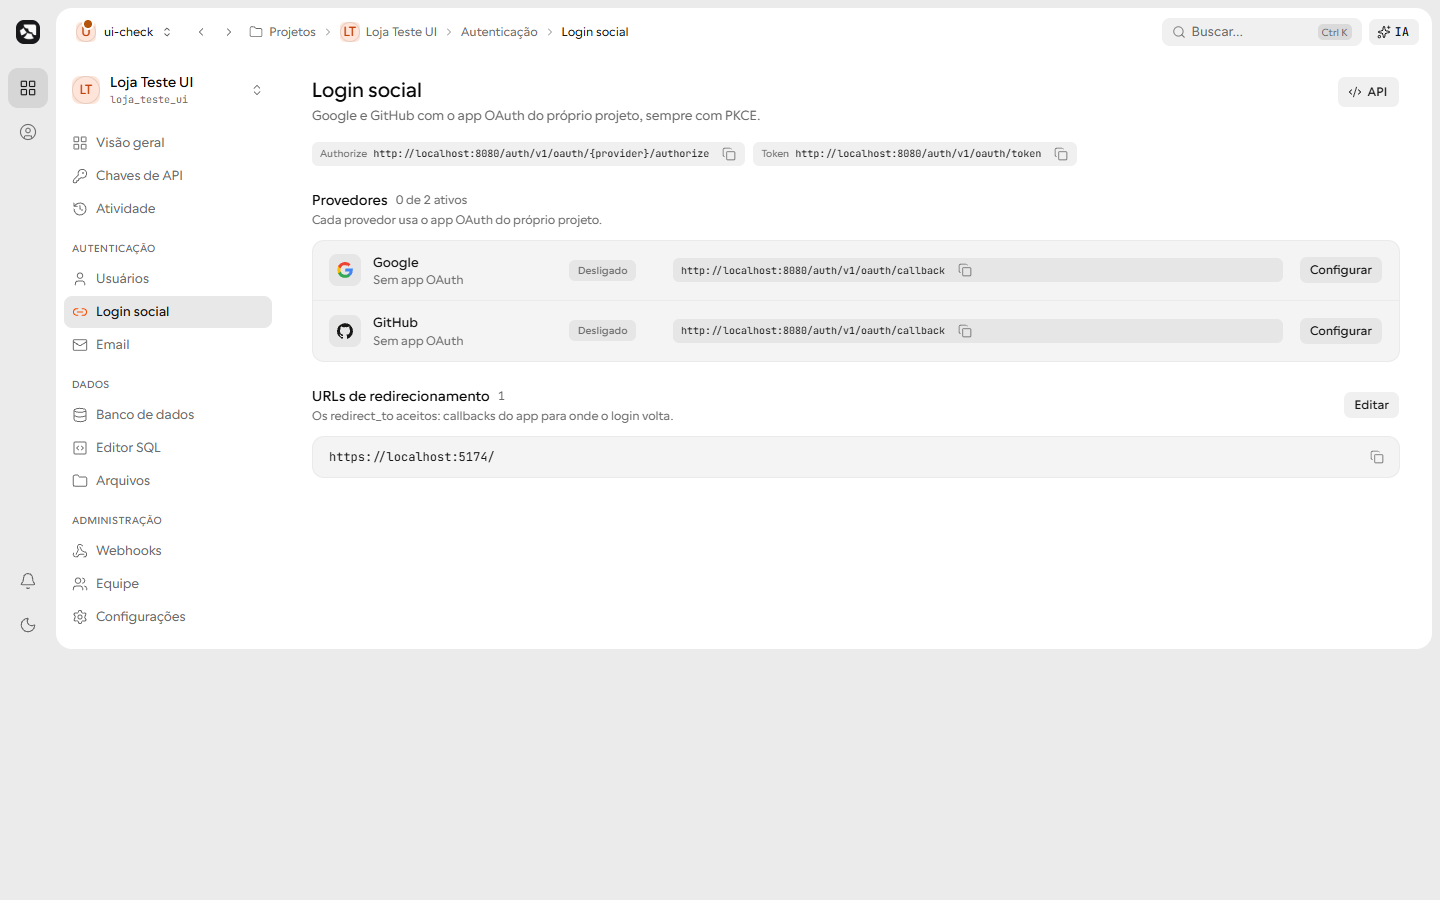 U
ui-check
Projetos
LT
Loja Teste UI
Autenticação
Login social
Buscar...
Ctrl K
IA
LT
Loja Teste UI
loja_teste_ui
Visão geral
Chaves de API
Atividade
AUTENTICAÇÃO
Usuários
Login social
Email
DADOS
Banco de dados
Editor SQL
Arquivos
ADMINISTRAÇÃO
Webhooks
Equipe
Configurações
Login social
Google e GitHub com o app OAuth do próprio projeto, sempre com PKCE.
API
Authorize http://localhost:8080/auth/v1/oauth/{provider}/authorize
Token http://localhost:8080/auth/v1/oauth/token
Provedores 0 de 2 ativos
Cada provedor usa o app OAuth do próprio projeto.
Google
Sem app OAuth
Desligado
http://localhost:8080/auth/v1/oauth/callback
Configurar
GitHub
Sem app OAuth
Desligado
http://localhost:8080/auth/v1/oauth/callback
Configurar
URLs de redirecionamento 1
Os redirect_to aceitos: callbacks do app para onde o login volta.
Editar
https://localhost:5174/